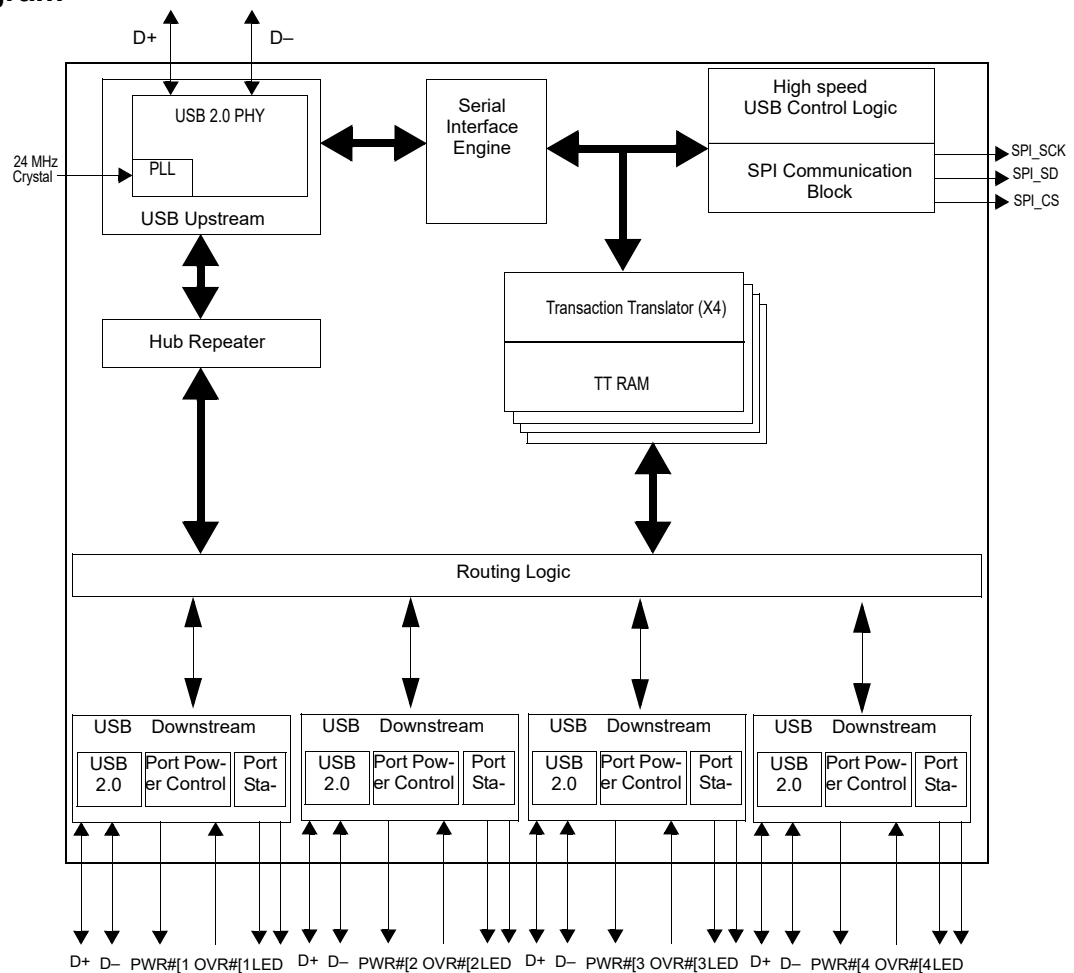 D+ D–
USB 2.0 PHY
PLL
24 MHz
Crystal
USB Upstream
Serial
Interface
Engine
High speed
USB Control Logic
SPI Communication
Block
SPI_SCK
SPI_SD
SPI_CS
Hub Repeater
Transaction Translator (X4)
TT RAM
Routing Logic
USB Downstream
USB
2.0
Port Pow-
er Control
Port
Sta-
USB Downstream
USB
2.0
Port Pow-
er Control
Port
Sta-
USB Downstream
USB
2.0
Port Pow-
er Control
Port
Sta-
USB Downstream
USB
2.0
Port Pow-
er Control
Port
Sta-
D+ D– PWR#[1 OVR#[1LED D+ D– PWR#[2 OVR#[2LED D+ D– PWR#[3 OVR#[3LED D+ D– PWR#[4 OVR#[4LED